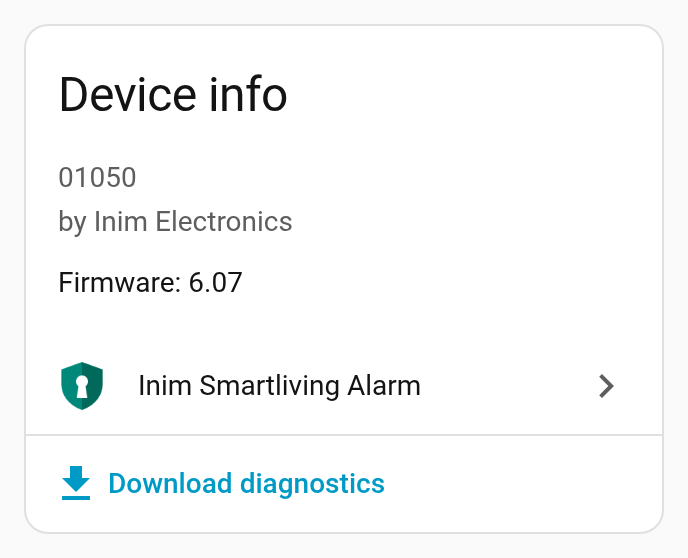 Device info
01050
by Inim Electronics
Firmware: 6.07
Inim Smartliving Alarm
Download diagnostics